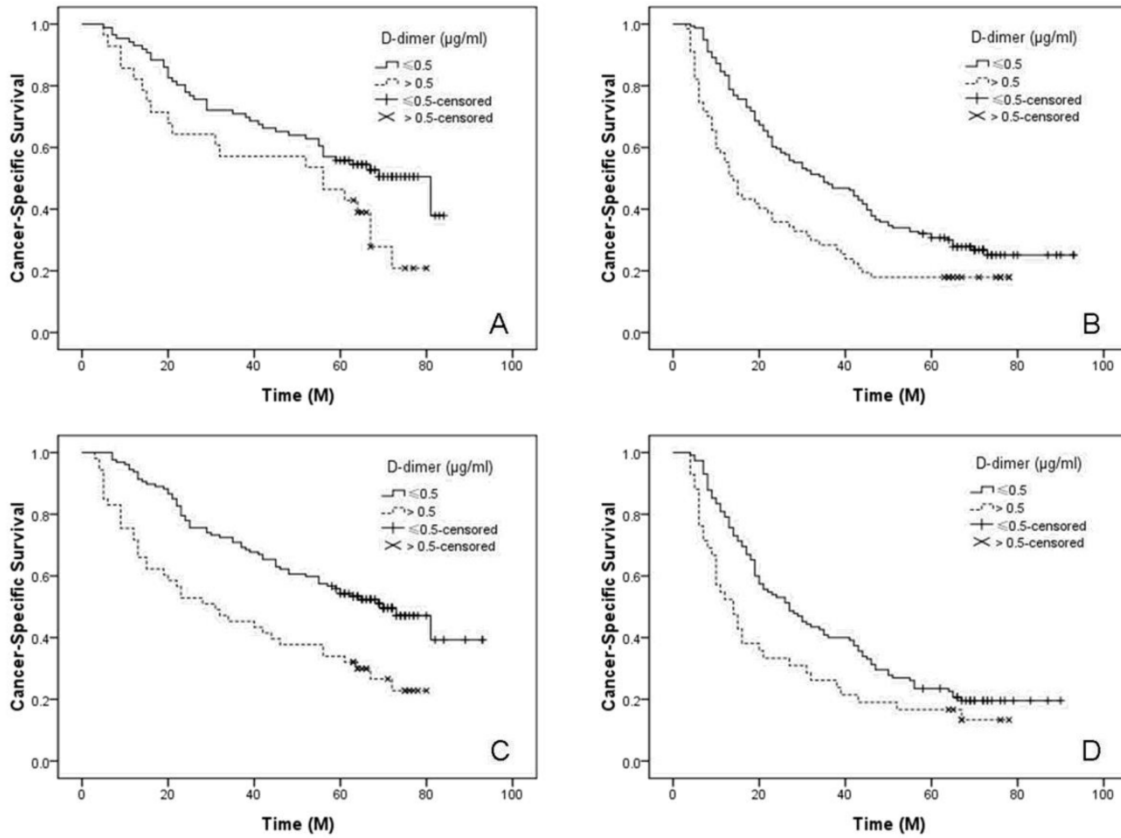 D-dimer (µg/ml)
≤0.5
> 0.5
≤0.5-censored
> 0.5-censored
1.0
0.8
0.6
0.4
0.2
0.0
Cancer-Specific Survival
A
0 20 40 60 80 100
Time (M)
D-dimer (µg/ml)
≤0.5
> 0.5
≤0.5-censored
> 0.5-censored
1.0
0.8
0.6
0.4
0.2
0.0
Cancer-Specific Survival
B
0 20 40 60 80 100
Time (M)
D-dimer (µg/ml)
≤0.5
> 0.5
≤0.5-censored
> 0.5-censored
1.0
0.8
0.6
0.4
0.2
0.0
Cancer-Specific Survival
C
0 20 40 60 80 100
Time (M)
D-dimer (µg/ml)
≤0.5
> 0.5
≤0.5-censored
> 0.5-censored
1.0
0.8
0.6
0.4
0.2
0.0
Cancer-Specific Survival
D
0 20 40 60 80 100
Time (M)